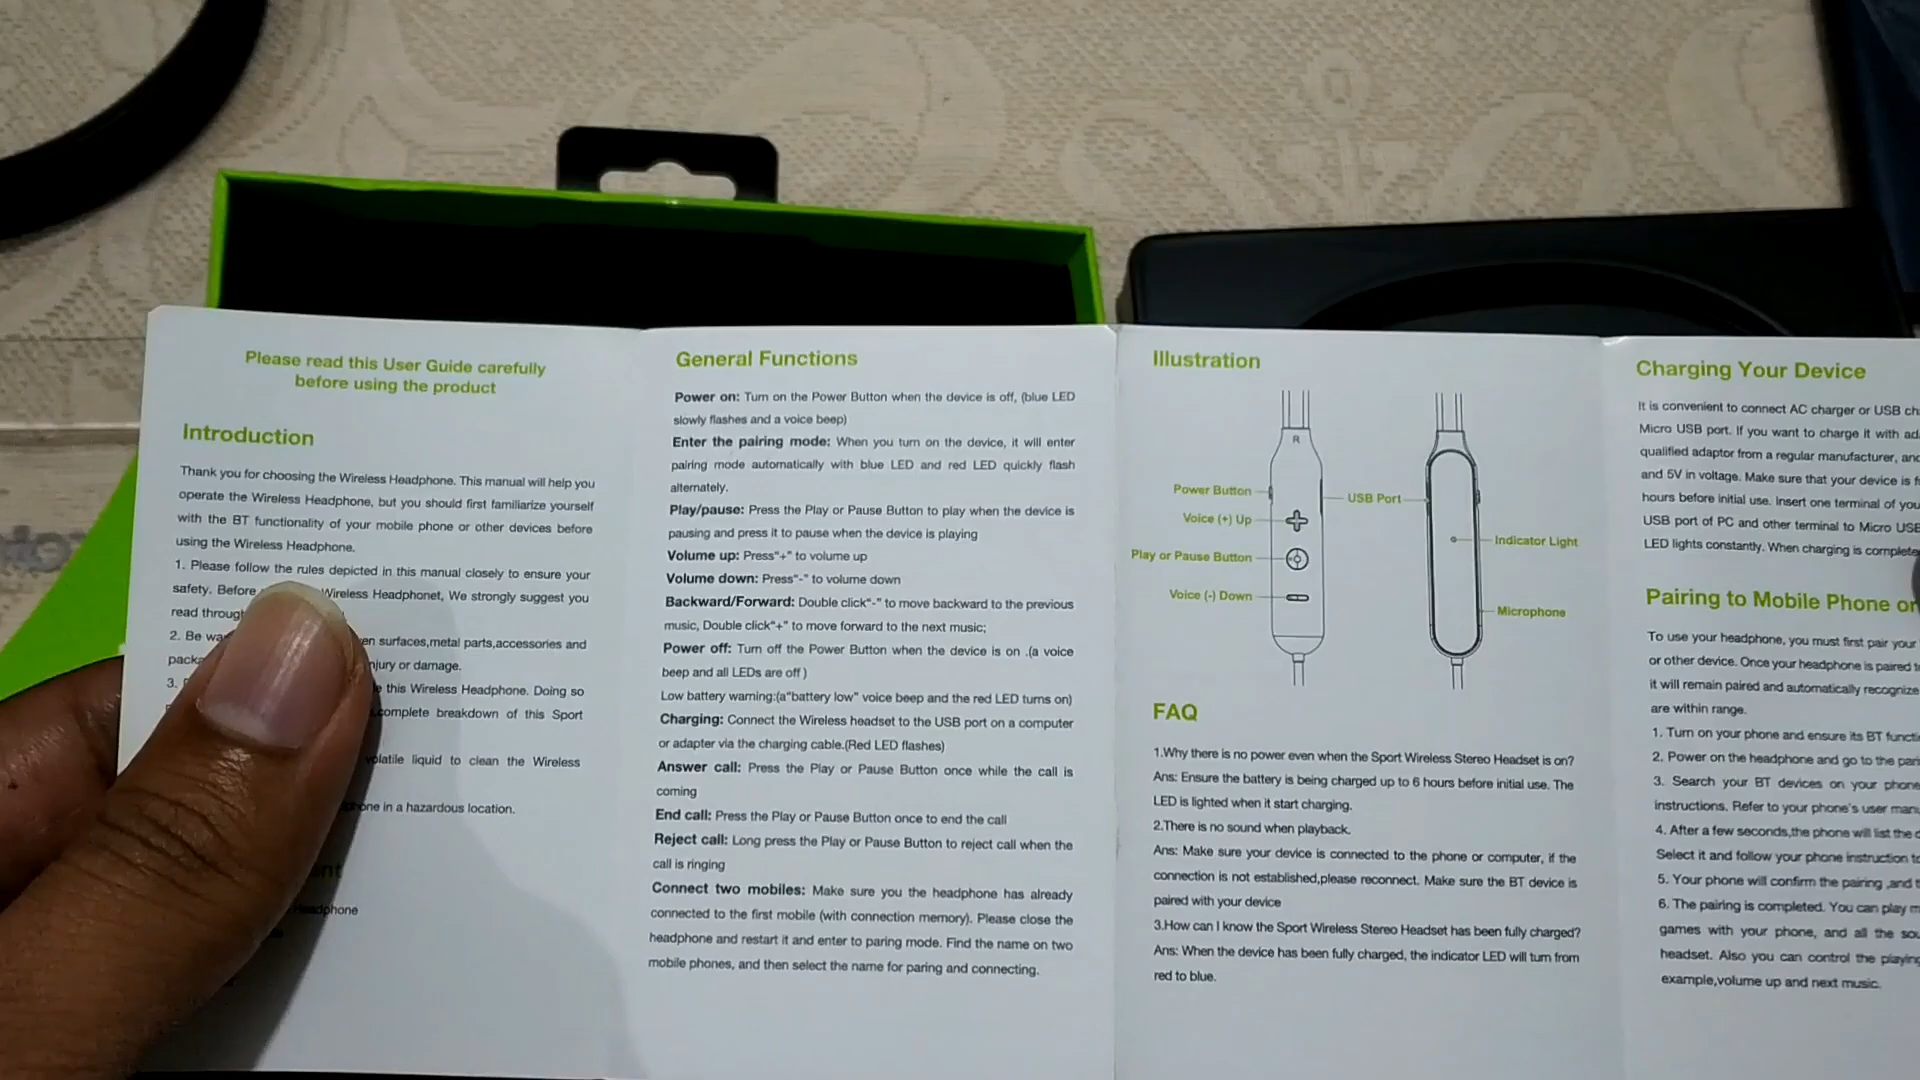 Please read this User Guide carefully
before using the product
Introduction
Thank you for choosing the Wireless Headphone. This manual will help you
operate the Wireless Headphone, but you should first familiarize yourself
with the BT functionality of your mobile phone or other devices before
using the Wireless Headphone.
1. Please follow the rules depicted in this manual closely to ensure your
safety. Before Wireless Headphonet, We strongly suggest you
read through
2. Be surfaces,metal parts,accessories and
injury or damage.
3. this Wireless Headphone. Doing so
complete breakdown of this Sport
volatile liquid to clean the Wireless
in a hazardous location.
Headphone
General Functions
Power on: Turn on the Power Button when the device is off, (blue LED
slowly flashes and a voice beep)
Enter the pairing mode: When you turn on the device, it will enter
pairing mode automatically with blue LED and red LED quickly flash
alternately.
Play/pause: Press the Play or Pause Button to play when the device is
pausing and press it to pause when the device is playing
Volume up: Press"+" to volume up
Volume down: Press"-" to volume down
Backward/Forward: Double click"-" to move backward to the previous
music, Double click"+" to move forward to the next music;
Power off: Turn off the Power Button when the device is on .(a voice
beep and all LEDs are off )
Low battery warning:(a"battery low" voice beep and the red LED turns on)
Charging: Connect the Wireless headset to the USB port on a computer
or adapter via the charging cable.(Red LED flashes)
Answer call: Press the Play or Pause Button once while the call is
coming
End call: Press the Play or Pause Button once to end the call
Reject call: Long press the Play or Pause Button to reject call when the
call is ringing
Connect two mobiles: Make sure you the headphone has already
connected to the first mobile (with connection memory). Please close the
headphone and restart it and enter to paring mode. Find the name on two
mobile phones, and then select the name for paring and connecting.
Illustration
R
Power Button
Voice (+) Up
Play or Pause Button
Voice (-) Down
USB Port
Indicator Light
Microphone
FAQ
1.Why there is no power even when the Sport Wireless Stereo Headset is on?
Ans: Ensure the battery is being charged up to 6 hours before initial use. The
LED is lighted when it start charging.
2.There is no sound when playback.
Ans: Make sure your device is connected to the phone or computer, if the
connection is not established,please reconnect. Make sure the BT device is
paired with your device
3.How can I know the Sport Wireless Stereo Headset has been fully charged?
Ans: When the device has been fully charged, the indicator LED will turn from
red to blue.
Charging Your Device
It is convenient to connect AC charger or USB
Micro USB port. If you want to charge it with
qualified adaptor from a regular manufacturer,
and 5V in voltage. Make sure that your device is
hours before initial use. Insert one terminal of
USB port of PC and other terminal to Micro USB
LED lights constantly. When charging is
Pairing to Mobile Phone
To use your headphone, you must first pair your
or other device. Once your headphone is paired
it will remain paired and automatically recognize
are within range.
1. Turn on your phone and ensure its BT
2. Power on the headphone and go to the
3. Search your BT devices on your phone
instructions. Refer to your phone's user
4. After a few seconds,the phone will list the
Select it and follow your phone instruction
5. Your phone will confirm the pairing ,and
6. The pairing is completed. You can play
games with your phone, and all the
headset. Also you can control the playing
example,volume up and next music.